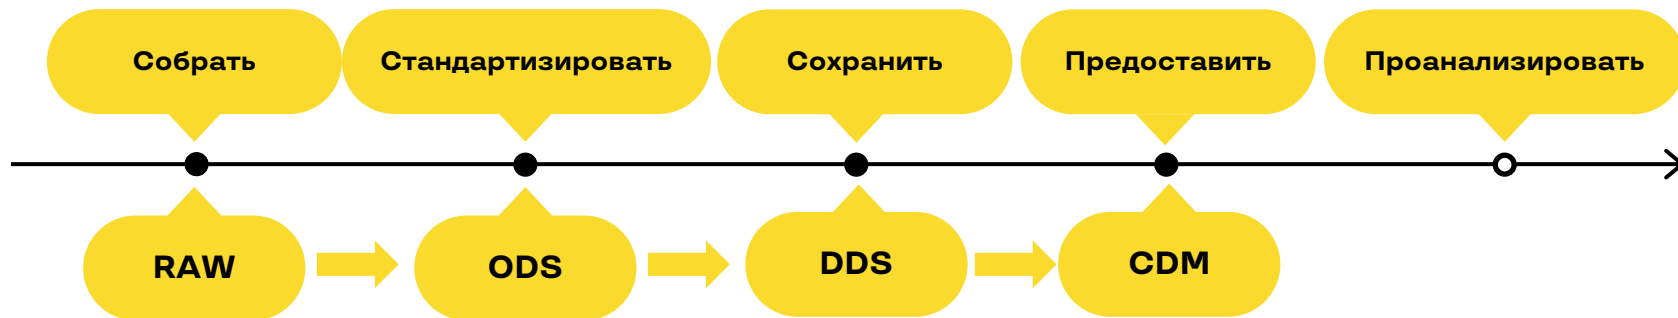 Собрать
Стандартизировать
Сохранить
Предоставить
Проанализировать
RAW
ODS
DDS
CDM